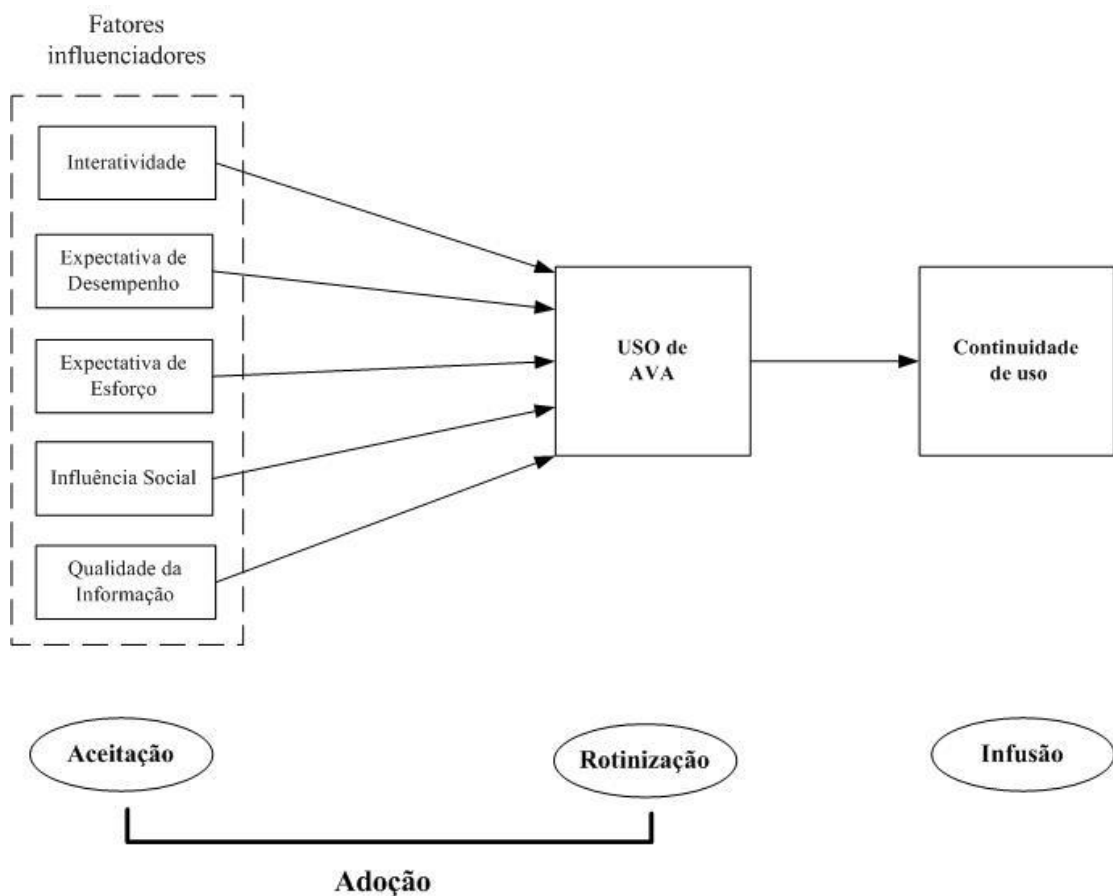 Fatores
influenciadores
Interatividade
Expectativa de
Desempenho
Expectativa de
Esforço
Influência Social
Qualidade da
Informação
USO de
AVA
Continuidade
de uso
Aceitação
Rotinização
Infusão
Adoção